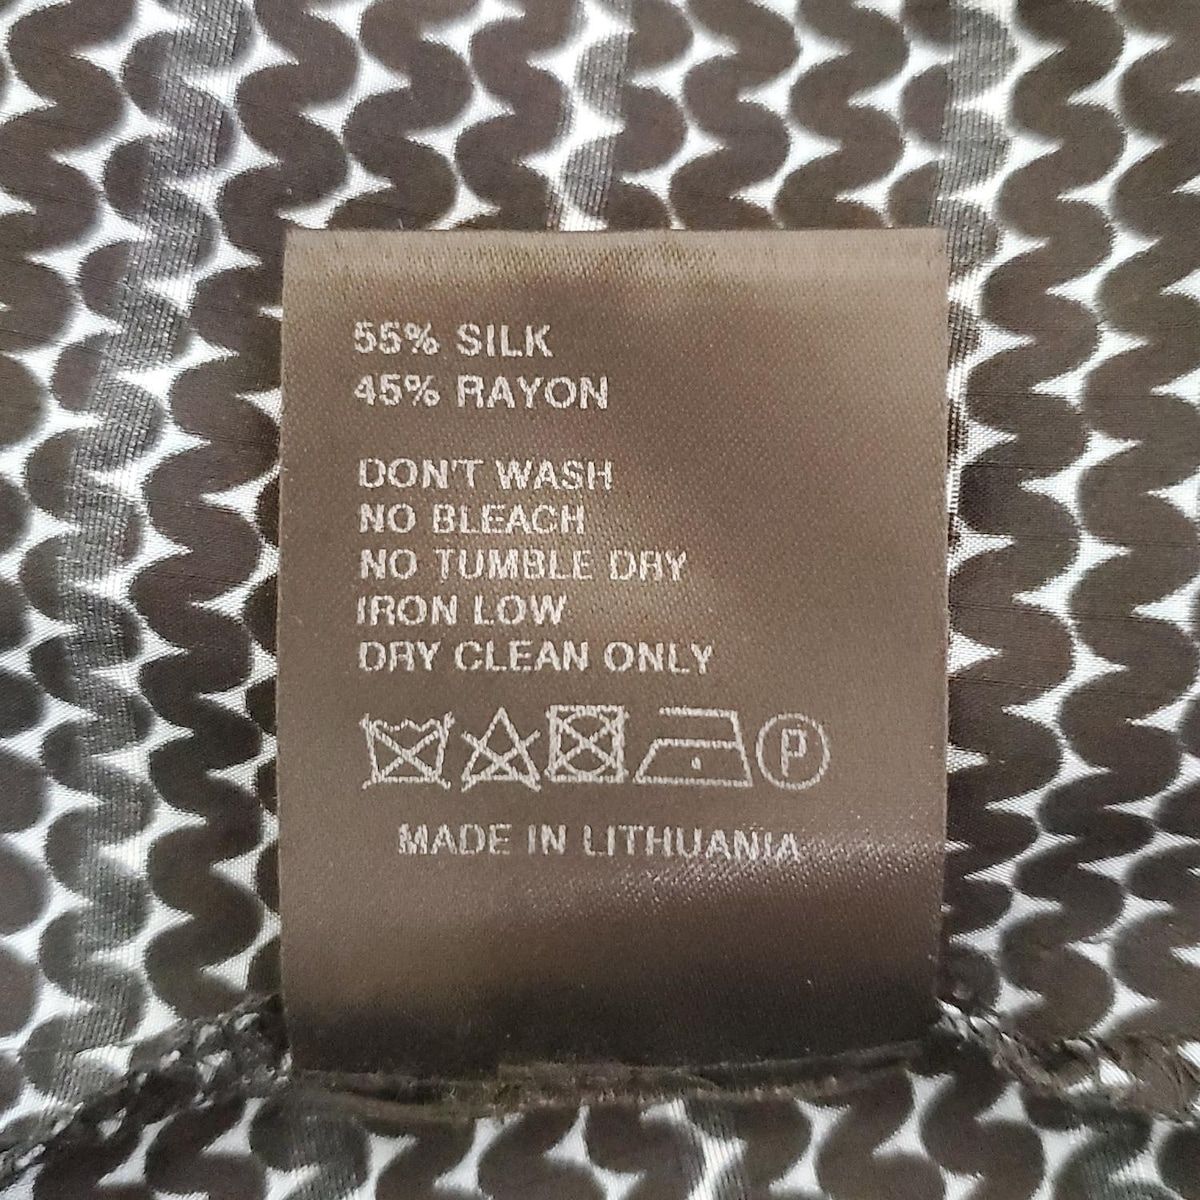 55% SILK
45% RAYON
DON'T WASH
NO BLEACH
NO TUMBLE DRY
IRON LOW
DRY CLEAN ONLY
P
MADE IN LITHUANIA